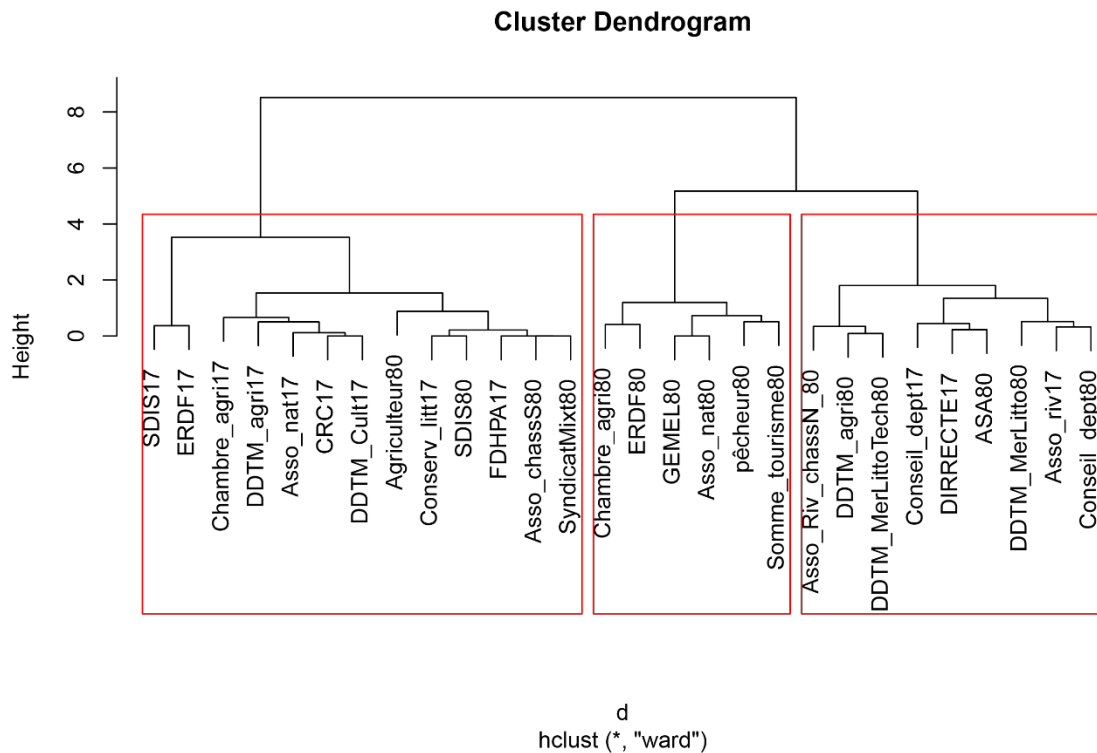 Cluster Dendrogram
Height
8
6
4
2
0
SDIS17
ERDF17
Chambre_agri17
DDTM_agri17
Asso_nat17
CRC17
DDTM_Cult17
Agriculteur80
Conserv_litt17
SDIS80
FDHPA17
Asso_chassS80
SyndicatMixt80
Chambre_agri80
ERDF80
GEMEL80
Asso_nat80
pêcheur80
Somme_tourisme80
Asso_Riv_chassN_80
DDTM_agri80
DDTM_MerLittoTech80
Conseil_dept17
DIRRECTE17
ASA80
DDTM_MerLitto80
Asso_riv17
Conseil_dept80
d
hclust (*, "ward")